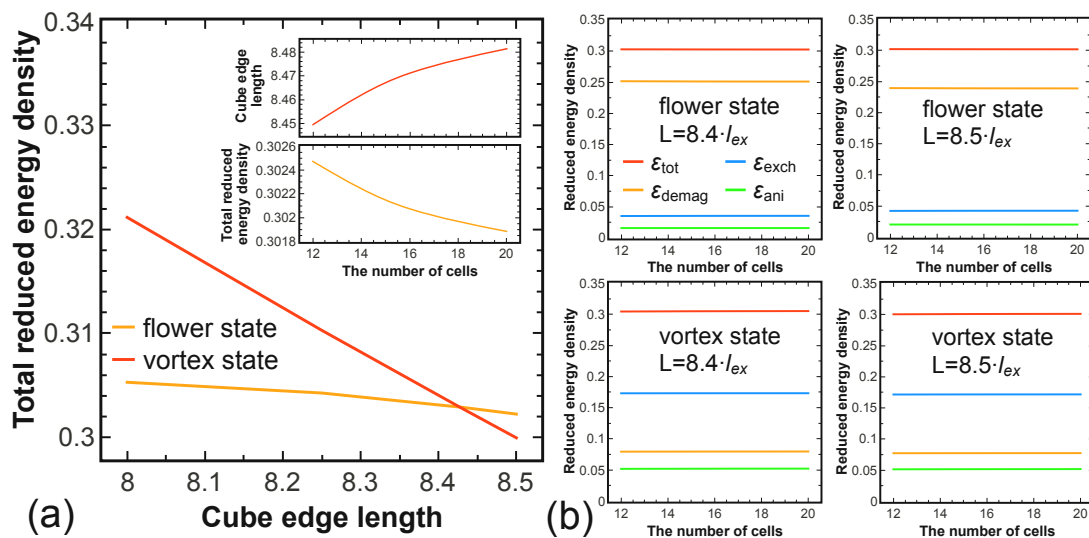 Total reduced energy density
0.34
0.33
0.32
0.31
0.3
8
8.1
8.2
8.3
8.4
8.5
Cube edge length
flower state
vortex state
(a)
Cube edge
length
8.48
8.47
8.46
8.45
Total reduced
energy density
0.3026
0.3022
0.3018
12
14
16
18
20
The number of cells
(b)
Reduced energy density
0.35
0.3
0.25
0.2
0.15
0.1
0.05
0
12
14
16
18
20
The number of cells
flower state
L=8.4·lex
εtot
εexch
εdemag
εani
Reduced energy density
0.35
0.3
0.25
0.2
0.15
0.1
0.05
0
12
14
16
18
20
The number of cells
flower state
L=8.5·lex
Reduced energy density
0.35
0.3
0.25
0.2
0.15
0.1
0.05
0
12
14
16
18
20
The number of cells
vortex state
L=8.4·lex
Reduced energy density
0.35
0.3
0.25
0.2
0.15
0.1
0.05
0
12
14
16
18
20
The number of cells
vortex state
L=8.5·lex